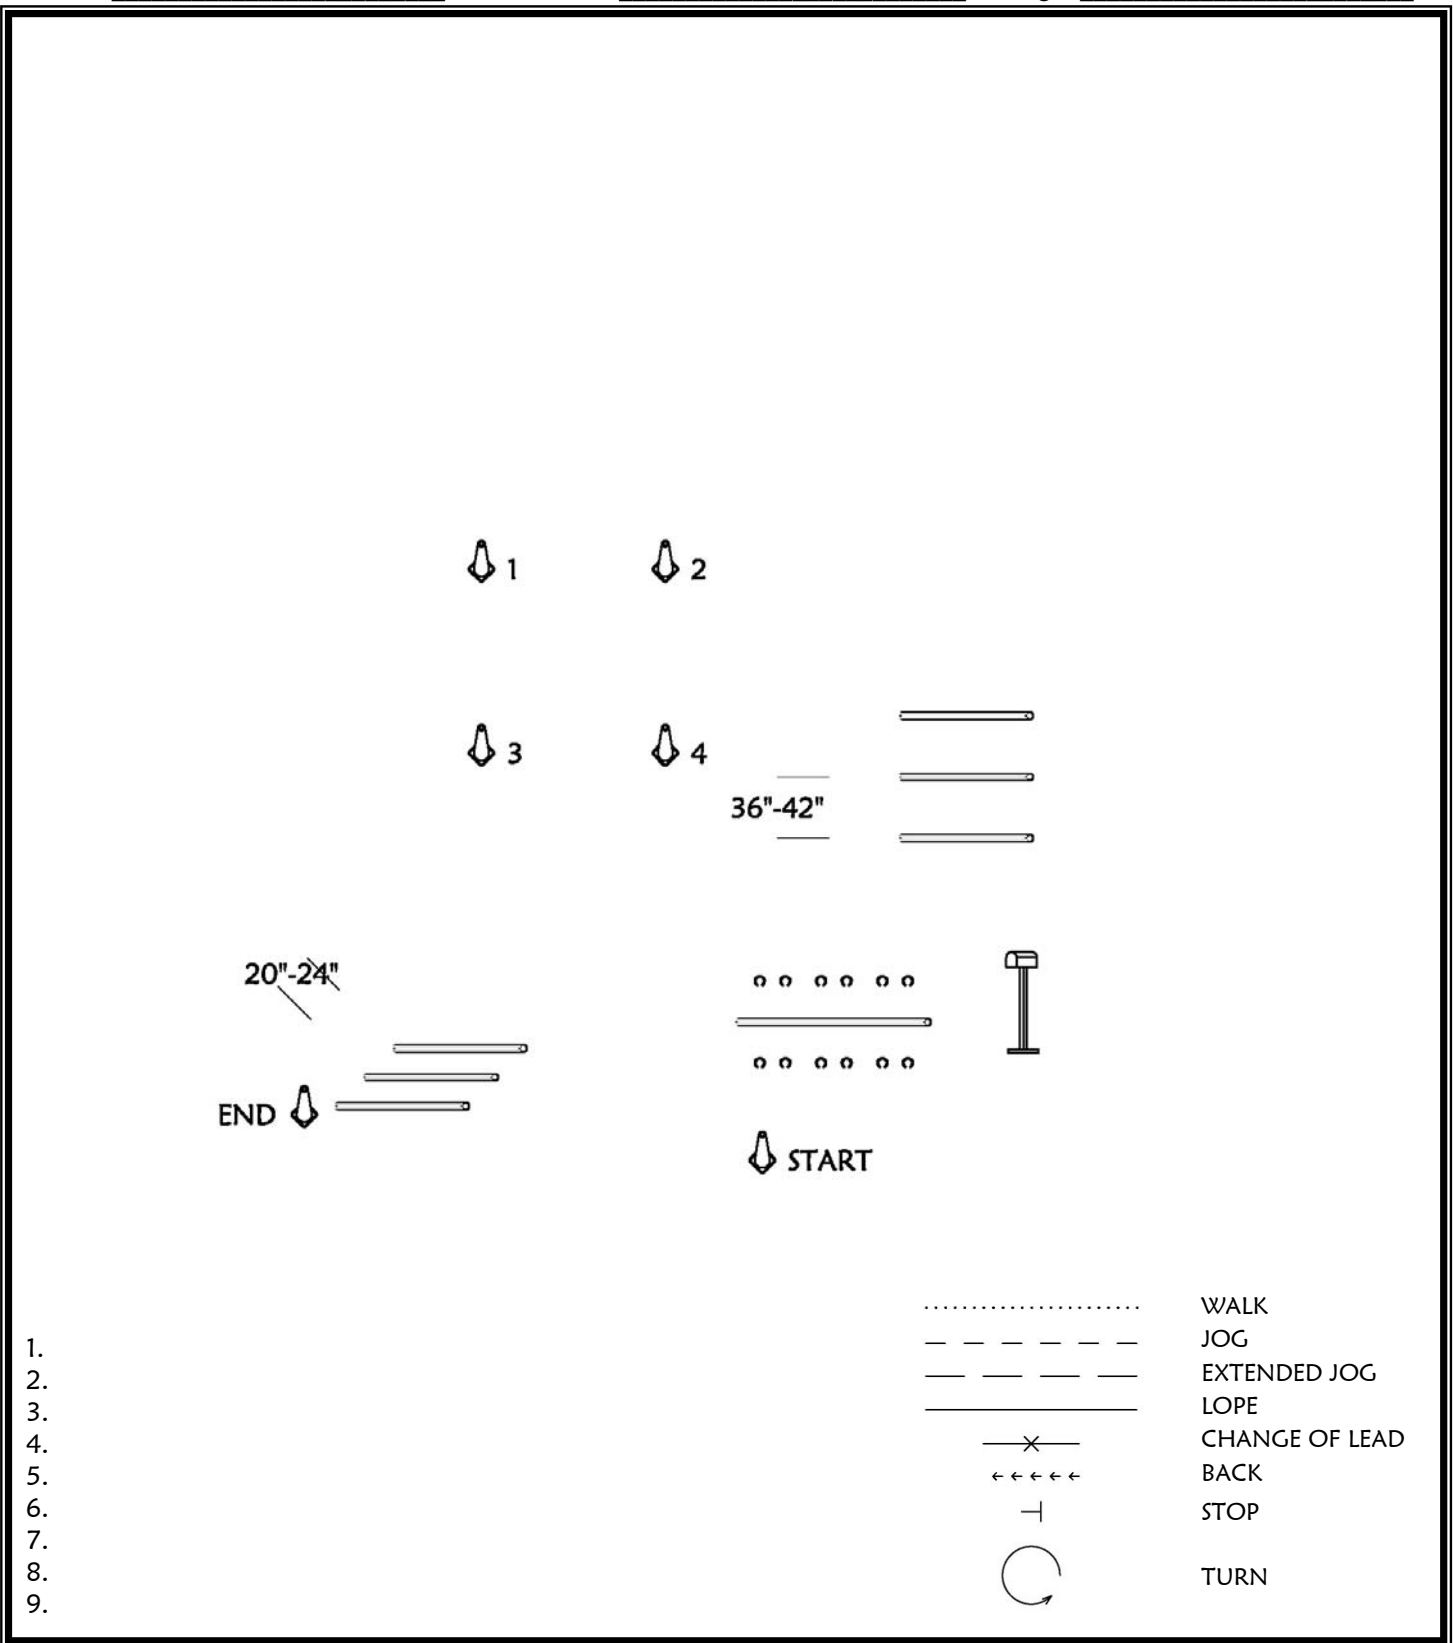 1
2
3
4
36"-42"
20"-24"
END
START
WALK
JOG
EXTENDED JOG
LOPE
CHANGE OF LEAD
BACK
STOP
TURN
1.
2.
3.
4.
5.
6.
7.
8.
9.